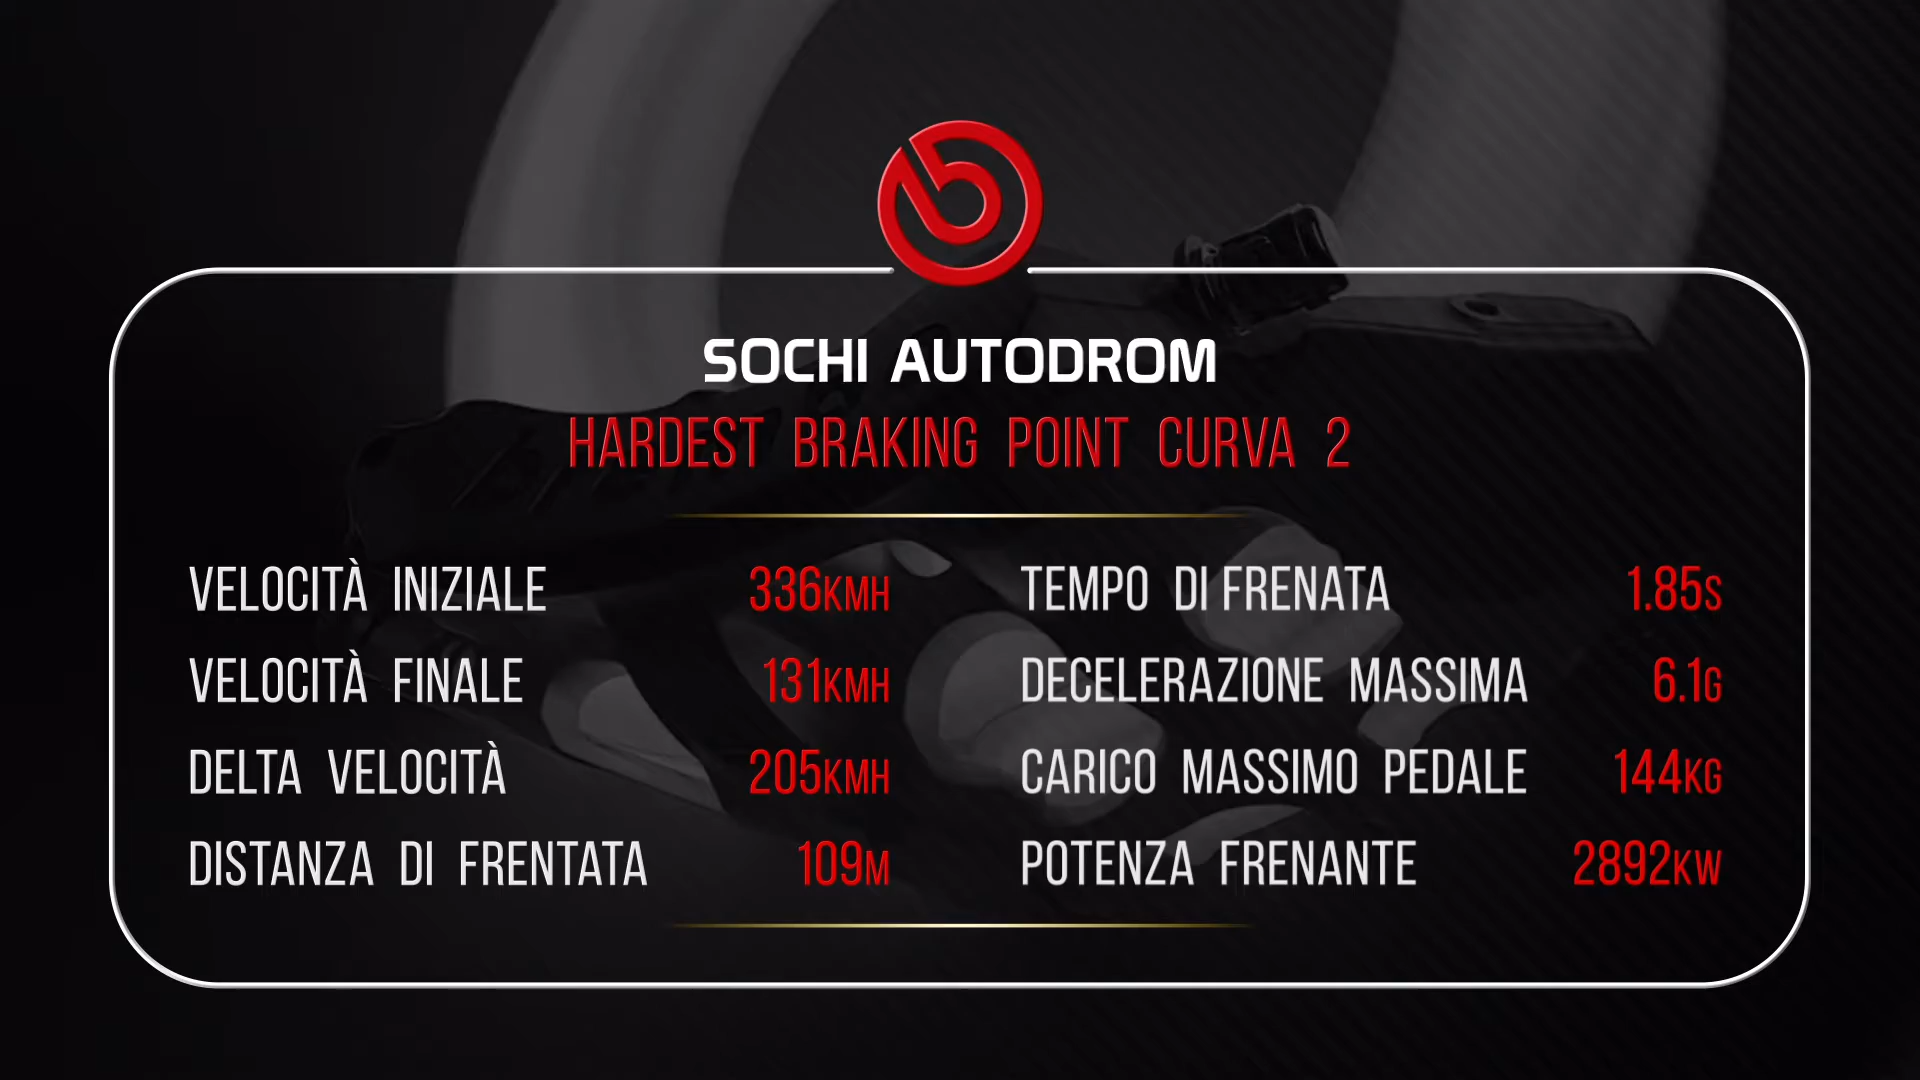 SOCHI AUTODROM
HARDEST BRAKING POINT CURVA 2
VELOCITÀ INIZIALE 336KMH
VELOCITÀ FINALE 131KMH
DELTA VELOCITÀ 205KMH
DISTANZA DI FRENTATA 109M
TEMPO DI FRENATA 1.85S
DECELERAZIONE MASSIMA 6.1G
CARICO MASSIMO PEDALE 144KG
POTENZA FRENANTE 2892KW